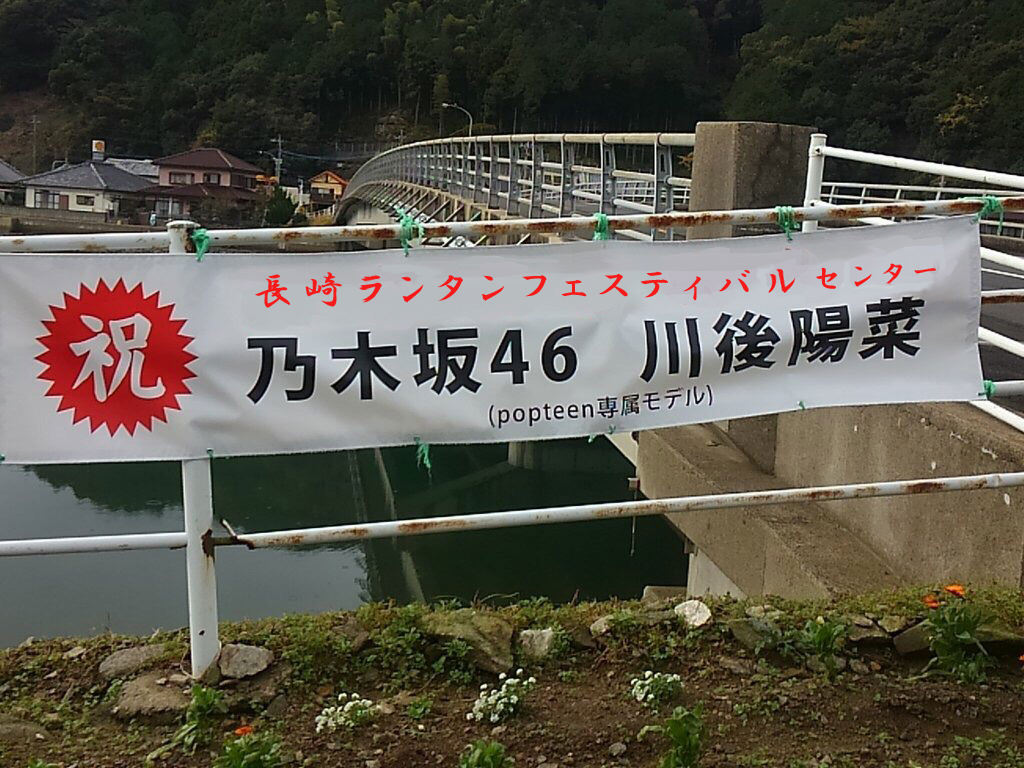 祝
長崎ランタンフェスティバル センター
乃木坂46 川後陽菜
(popteen専属モデル)